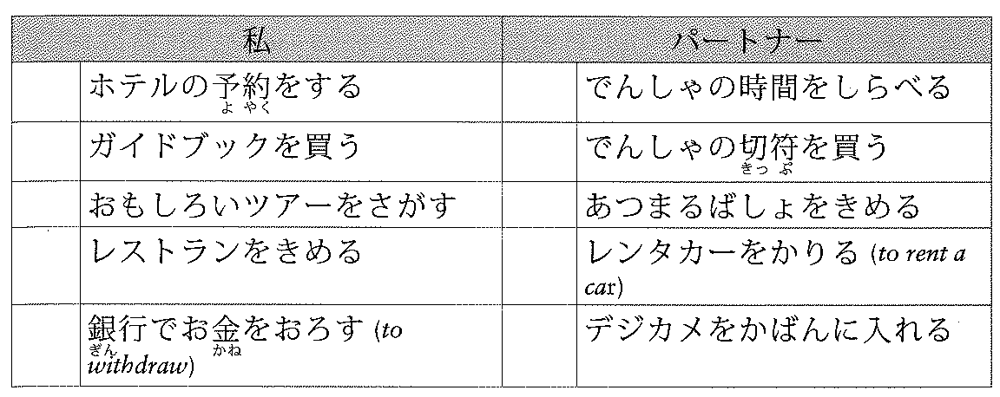 私 パートナー
ホテルの予約をする でんしゃの時間をしらべる
よ やく
ガイドブックを買う でんしゃの切符を買う
きっ ぷ
おもしろいツアーをさがす あつまるばしょをきめる
レストランをきめる レンタカーをかりる (to rent a
car)
銀行でお金をおろす (to デジカメをかばんに入れる
ぎん かね
withdraw)